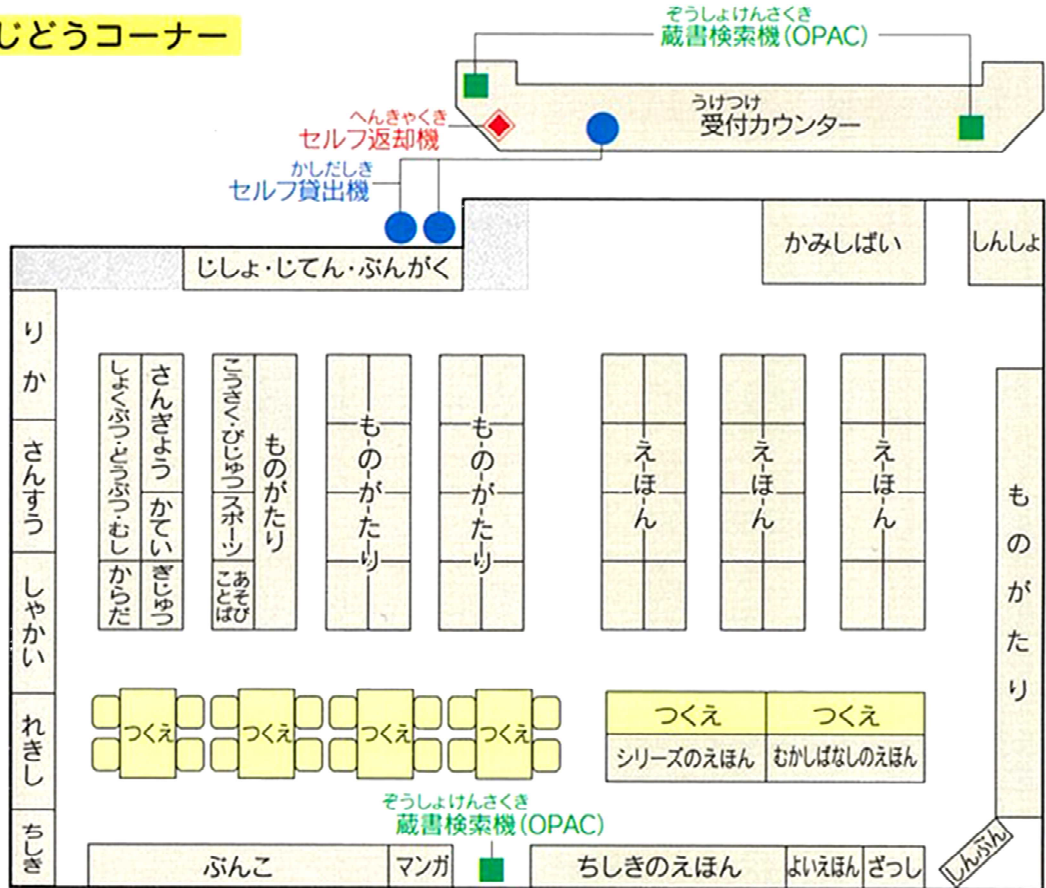 じどうコーナー
ぞうしょけんさくき
蔵書検索機(OPAC)
うけつけ
受付カウンター
へんきゃくき
セルフ返却機
かしだしき
セルフ貸出機
じしょ・じてん・ぶんがく
かみしばい
しんしょ
りか
さんすう
しゃかい
れきし
ちしき
しょくぶつ・どうぶつ・むし
からだ
さんぎょう
かてい
ぎじゅつ
こうさく・びじゅつ
スポーツ
あそび
ことば
ものがたり
ものがたり
ものがたり
えほん
えほん
えほん
ものがたり
つくえ
つくえ
つくえ
つくえ
つくえ
つくえ
シリーズのえほん
むかしばなしのえほん
ぞうしょけんさくき
蔵書検索機(OPAC)
ぶんこ
マンガ
ちしきのえほん
よいえほん
ざっし
しんぶん